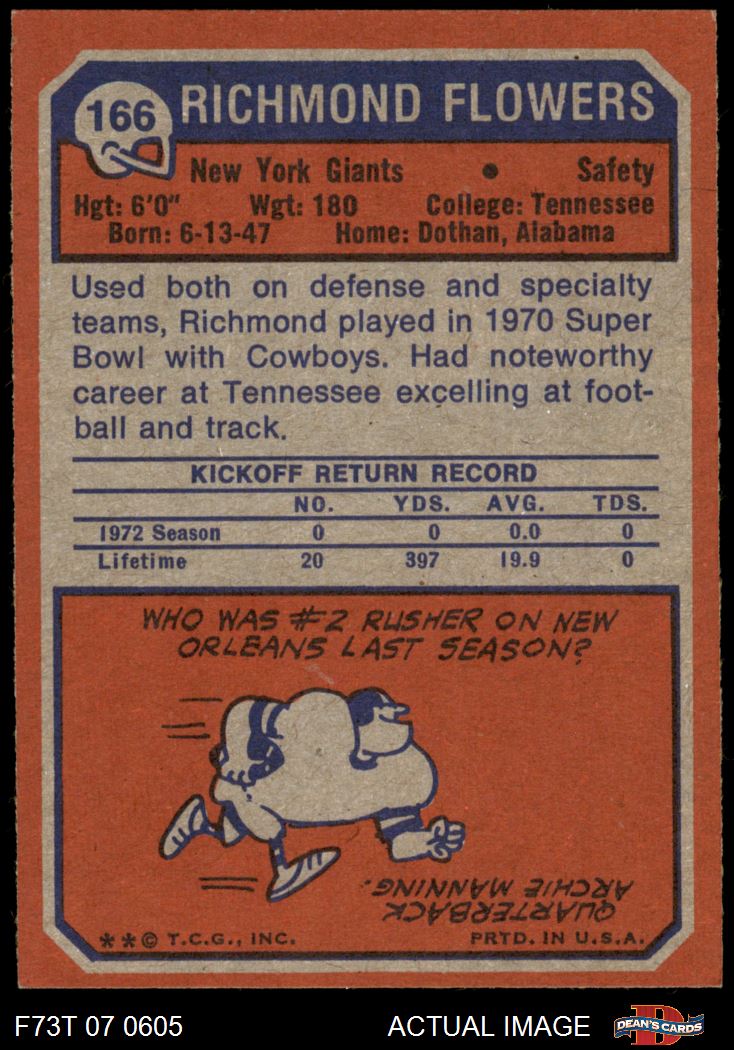 166 RICHMOND FLOWERS
New York Giants • Safety
Hgt: 6'0" Wgt: 180 College: Tennessee
Born: 6-13-47 Home: Dothan, Alabama
Used both on defense and specialty
teams, Richmond played in 1970 Super
Bowl with Cowboys. Had noteworthy
career at Tennessee excelling at foot-
ball and track.
KICKOFF RETURN RECORD
NO. YDS. AVG. TDS.
1972 Season 0 0 0.0 0
Lifetime 20 397 19.9 0
WHO WAS #2 RUSHER ON NEW
ORLEANS LAST SEASON?
QUARTERBACK
ARCHIE MANNING.
**© T.C.G., INC. PRTD. IN U.S.A.
F73T 07 0605 ACTUAL IMAGE
D
DEAN'S CARDS